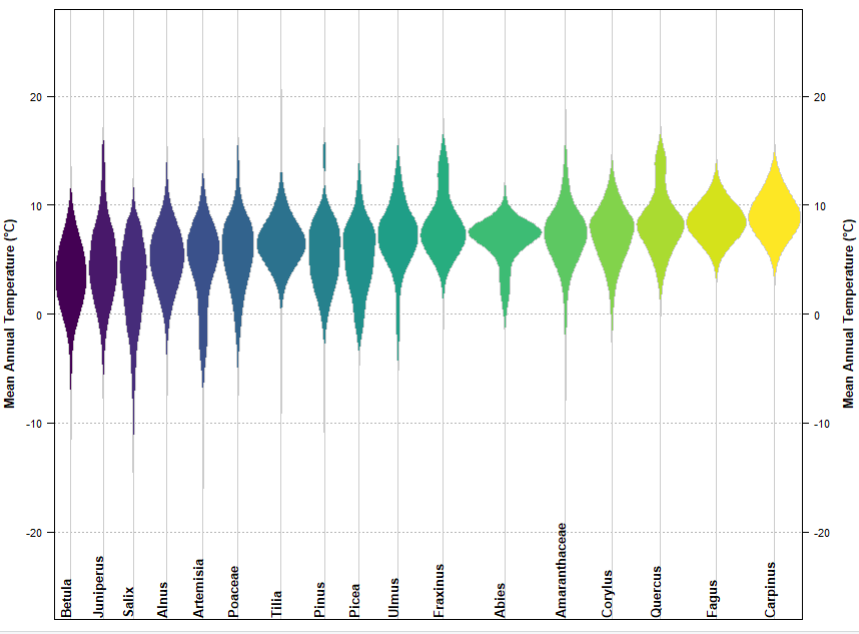 Mean Annual Temperature (°C)
20
10
0
-10
-20
Betula
Juniperus
Salix
Alnus
Artemisia
Poaceae
Tilia
Pinus
Picea
Ulmus
Fraxinus
Abies
Amaranthaceae
Corylus
Quercus
Fagus
Carpinus
20
10
0
-10
-20
Mean Annual Temperature (°C)